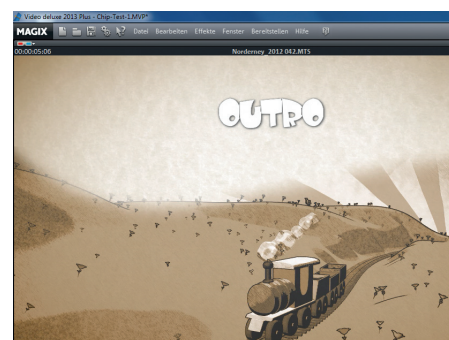 Video deluxe 2013 Plus - Chip-Test-1.MVP*
MAGIX Datei Bearbeiten Effekte Fenster Bereitstellen Hilfe
00:00:05:06 Norderney_2012 042.MTS
OUTRO